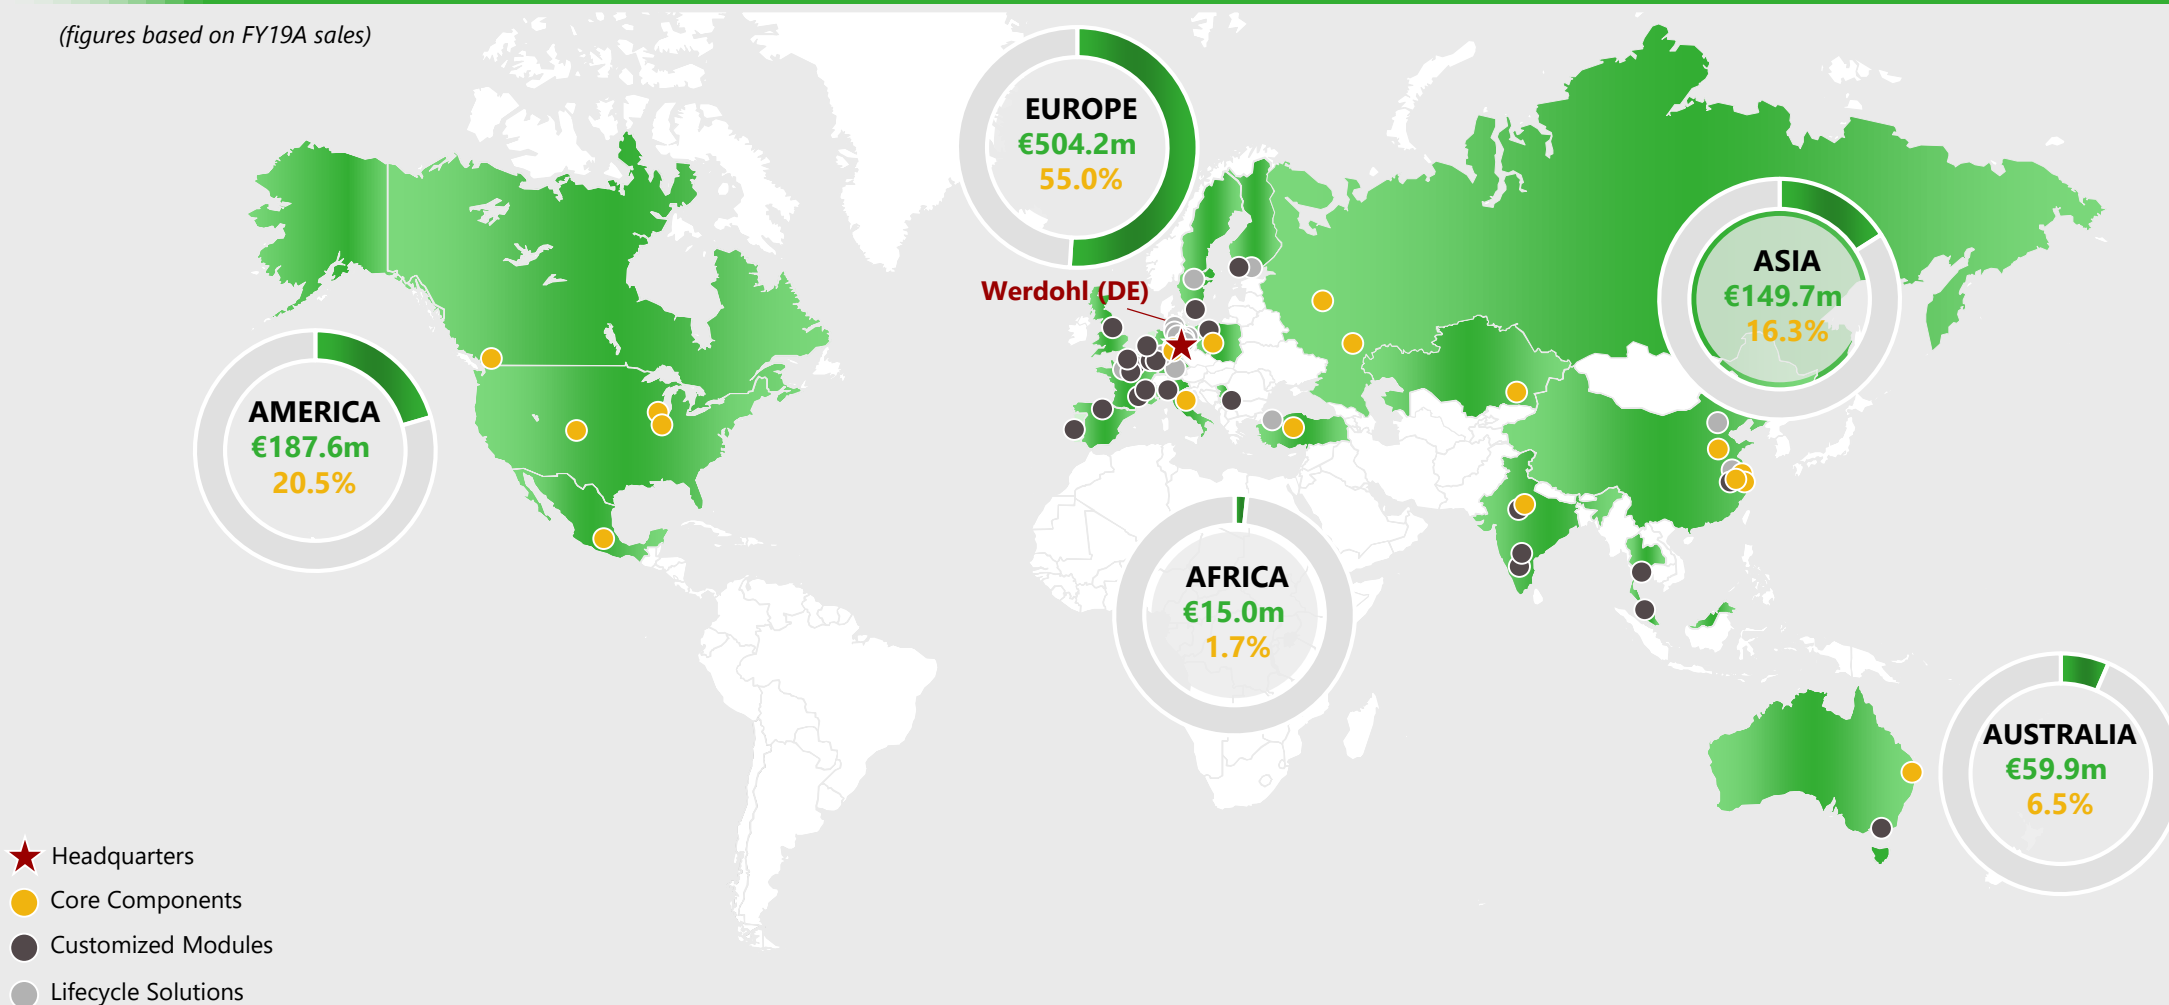 (figures based on FY19A sales)
EUROPE
€504.2m
55.0%
ASIA
€149.7m
16.3%
Werdohl (DE)
AMERICA
€187.6m
20.5%
AFRICA
€15.0m
1.7%
AUSTRALIA
€59.9m
6.5%
Headquarters
Core Components
Customized Modules
Lifecycle Solutions